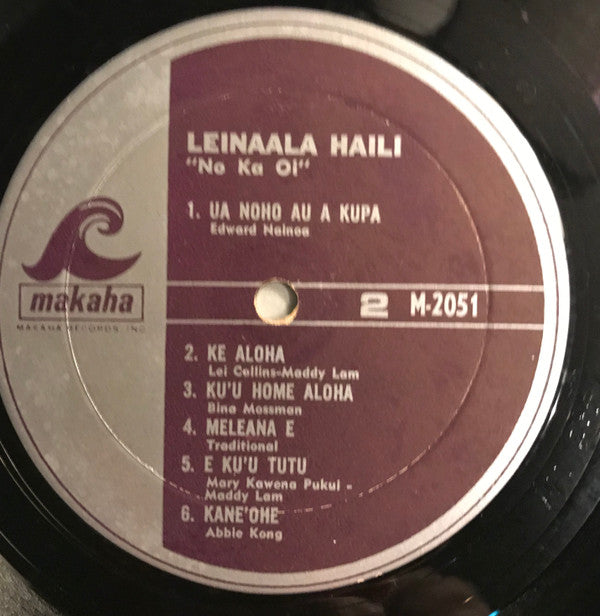 LEINAALA HAILI
"No Ka Oi"
1. UA NOHO AU A KUPA
Edward Nainoa
makaha
MAKAHA RECORDS, INC.
2 M-2051
2. KE ALOHA
Lei Collins-Maddy Lam
3. KU'U HOME ALOHA
Bina Mossman
4. MELEANA E
Traditional
5. E KU'U TUTU
Mary Kawena Pukui -
Maddy Lam
6. KANE'OHE
Abbie Kong